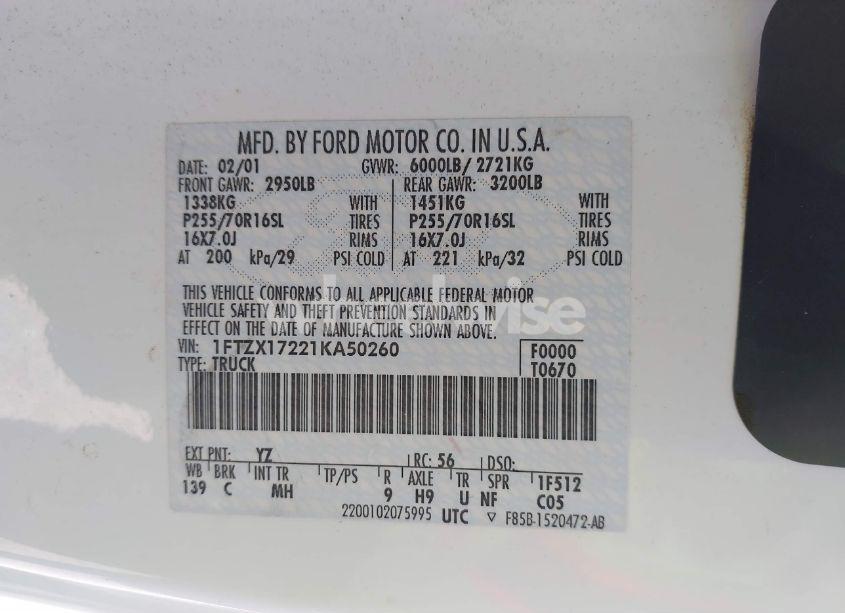 MFD. BY FORD MOTOR CO. IN U.S.A.
DATE: 02/01 GVWR: 6000LB/ 2721KG
FRONT GAWR: 2950LB REAR GAWR: 3200LB
1338KG WITH 1451KG WITH
P255/70R16SL TIRES P255/70R16SL TIRES
16X7.0J RIMS 16X7.0J RIMS
AT 200 kPa/29 PSI COLD AT 221 kPa/32 PSI COLD
THIS VEHICLE CONFORMS TO ALL APPLICABLE FEDERAL MOTOR
VEHICLE SAFETY AND THEFT PREVENTION STANDARDS IN
EFFECT ON THE DATE OF MANUFACTURE SHOWN ABOVE.
VIN: 1FTZX17221KA50260 F0000
TYPE: TRUCK T0670
EXT PNT: YZ RC: 56 DSO:
WB BRK INT TR TP/PS R AXLE TR SPR 1F512
139 C MH 9 H9 U NF C05
2200102075995 UTC ▽ F85B-1520472-AB